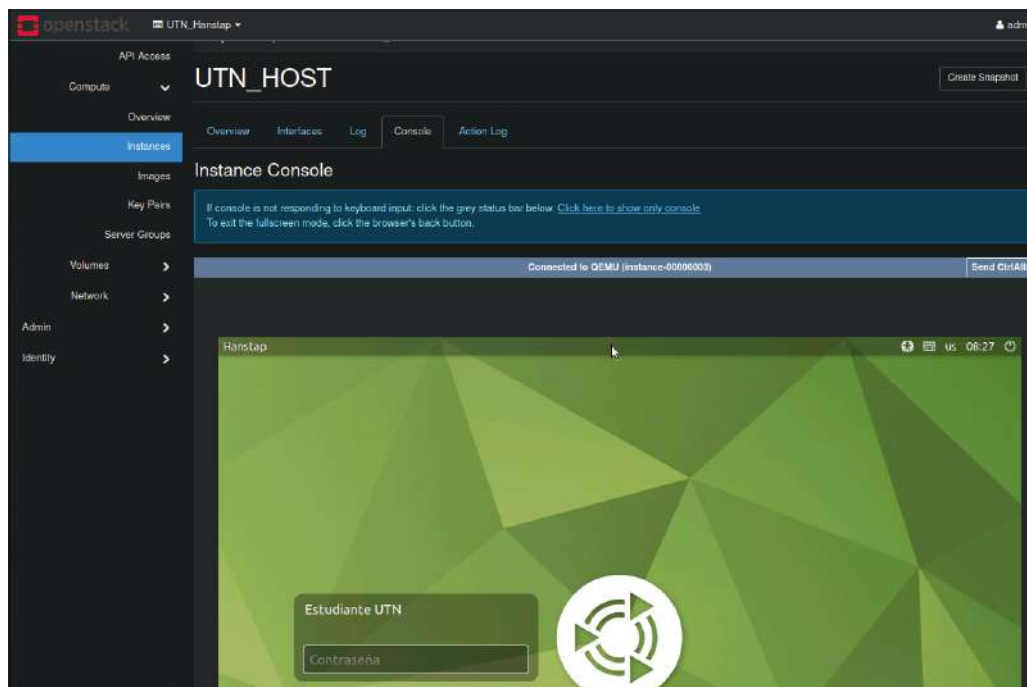 openstack
UTN_Hanstap
adm
API Access
Compute
Overview
Instances
Images
Key Pairs
Server Groups
Volumes
Network
Admin
Identity
UTN_HOST
Create Snapshot
Overview Interfaces Log Console Action Log
Instance Console
If console is not responding to keyboard input: click the grey status bar below. Click here to show only console
To exit the fullscreen mode, click the browser's back button.
Connected to QEMU (instance-00000003)
Send CtrlAlt
Hanstap
us 08:27
Estudiante UTN
Contraseña